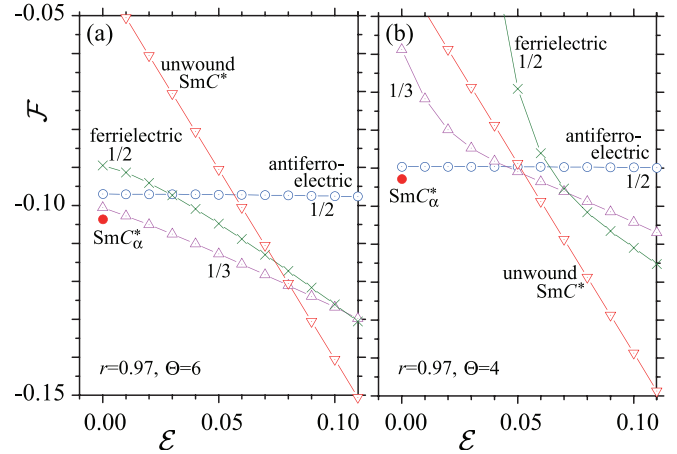 -0.05
(a)
unwound
SmC*
ferrielectric
1/2
antiferro-
electric
1/2
SmC*α
1/3
r=0.97, Θ=6
ℱ
-0.10
-0.15
0.00
0.05
0.10
ℰ
(b)
ferrielectric
1/2
1/3
antiferro-
electric
1/2
SmC*α
unwound
SmC*
r=0.97, Θ=4
0.00
0.05
0.10
ℰ